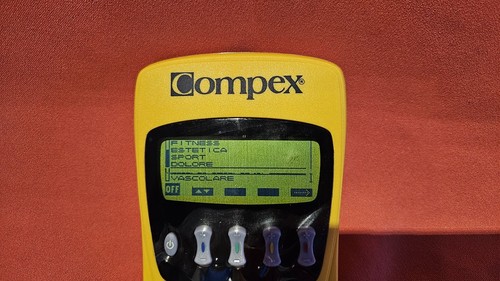 Compex®
FITNESS
ESTETICA
SPORT
DOLORE
VASCOLARE
OFF